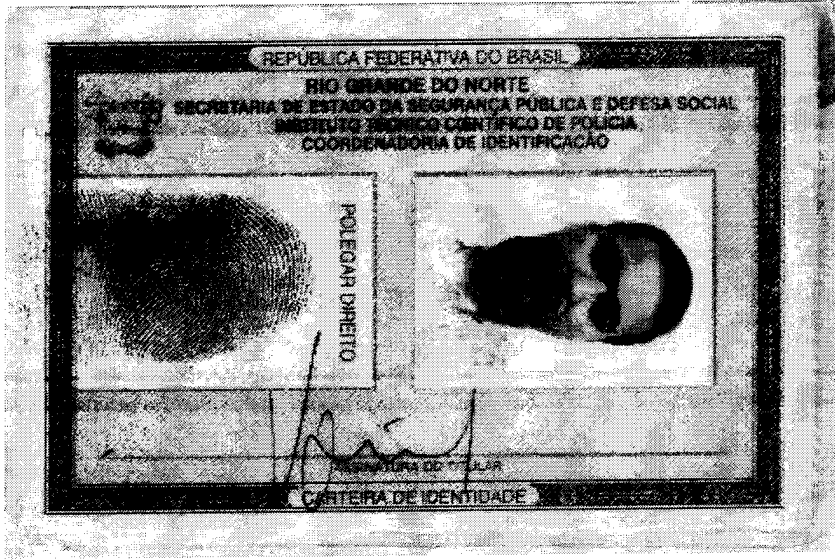 REPÚBLICA FEDERATIVA DO BRASIL
RIO GRANDE DO NORTE
SECRETARIA DE ESTADO DA SEGURANÇA PÚBLICA E DEFESA SOCIAL
INSTITUTO TÉCNICO CIENTÍFICO DE POLÍCIA
COORDENADORIA DE IDENTIFICAÇÃO
POLEGAR DIREITO
ASSINATURA DO TITULAR
CARTEIRA DE IDENTIDADE